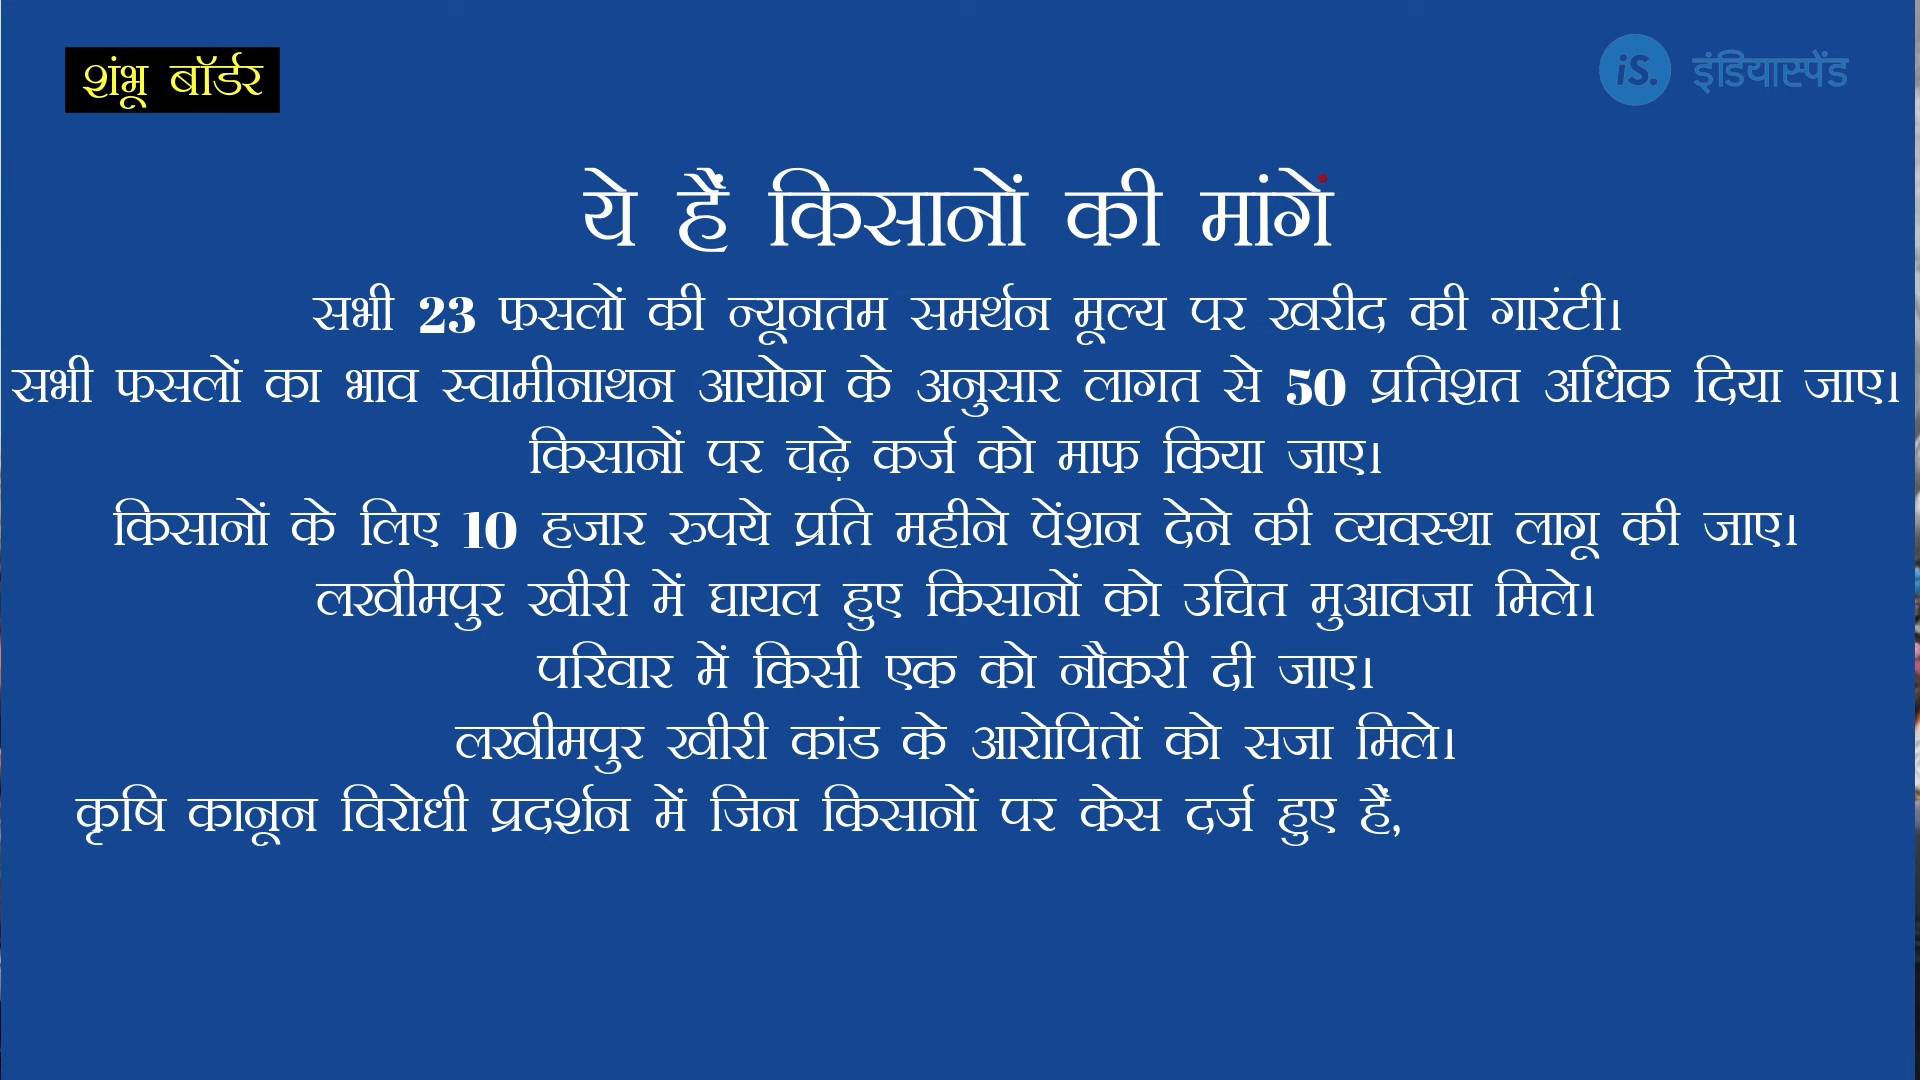 शंभू बॉर्डर
iS. इंडियास्पेंड
ये हैं किसानों की मांगें
सभी 23 फसलों की न्यूनतम समर्थन मूल्य पर खरीद की गारंटी।
सभी फसलों का भाव स्वामीनाथन आयोग के अनुसार लागत से 50 प्रतिशत अधिक दिया जाए।
किसानों पर चढ़े कर्ज को माफ किया जाए।
किसानों के लिए 10 हजार रुपये प्रति महीने पेंशन देने की व्यवस्था लागू की जाए।
लखीमपुर खीरी में घायल हुए किसानों को उचित मुआवजा मिले।
परिवार में किसी एक को नौकरी दी जाए।
लखीमपुर खीरी कांड के आरोपितों को सजा मिले।
कृषि कानून विरोधी प्रदर्शन में जिन किसानों पर केस दर्ज हुए हैं,